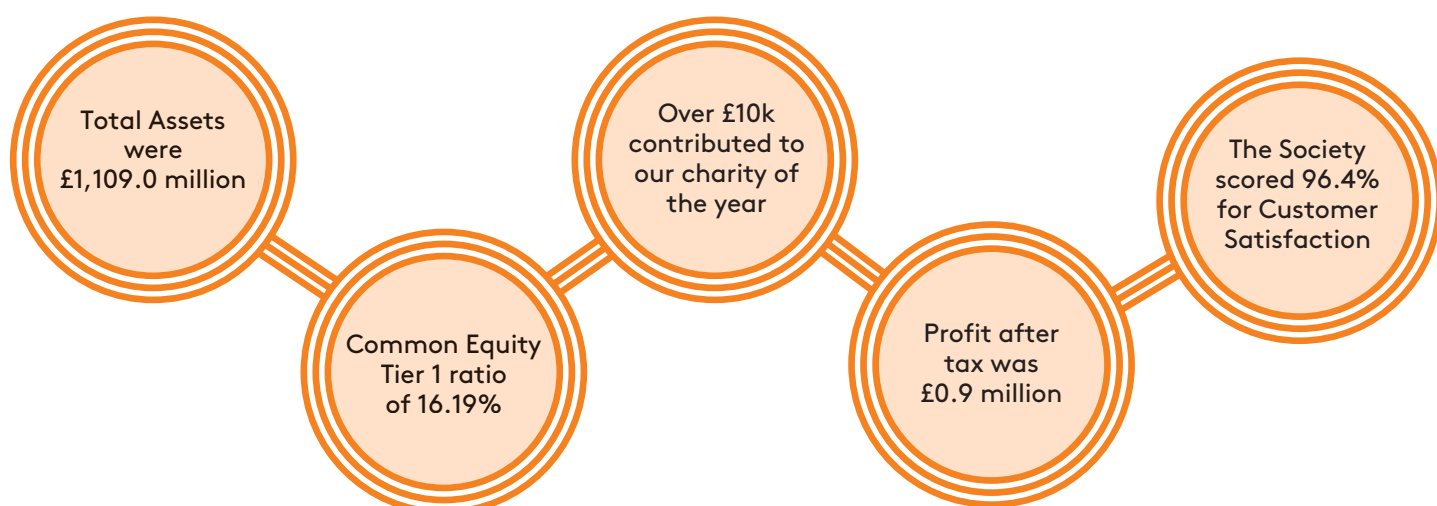 Total Assets
were
£1,109.0 million
Common Equity
Tier 1 ratio
of 16.19%
Over £10k
contributed to
our charity of
the year
Profit after
tax was
£0.9 million
The Society
scored 96.4%
for Customer
Satisfaction